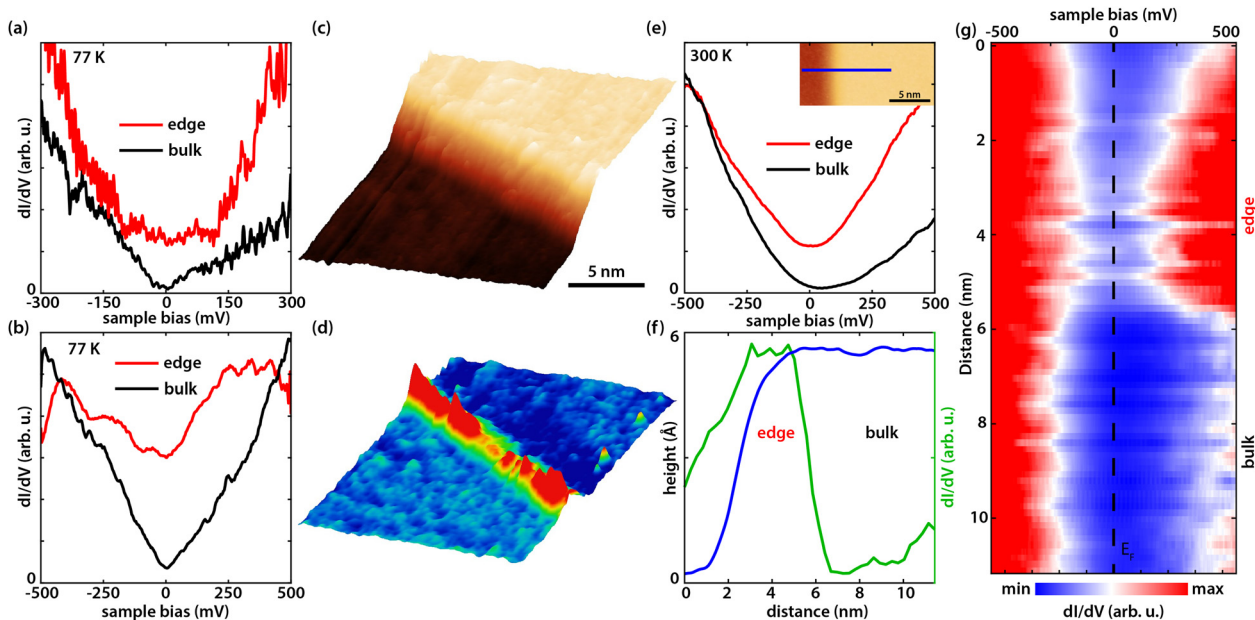 (a)
77 K
edge
bulk
dI/dV (arb. u.)
0
-300 -150 0 150 300
sample bias (mV)
(b)
77 K
edge
bulk
dI/dV (arb. u.)
0
-500 -250 0 250 500
sample bias (mV)
(c)
5 nm
(d)
(e)
300 K
5 nm
edge
bulk
dI/dV (arb. u.)
0
-500 -250 0 250 500
sample bias (mV)
(f)
6
edge
bulk
height (Å)
dI/dV (arb. u.)
0
0 2 4 6 8 10
distance (nm)
(g)
sample bias (mV)
-500 0 500
0
2
4
6
8
10
Distance (nm)
edge
bulk
EF
min max
dI/dV (arb. u.)